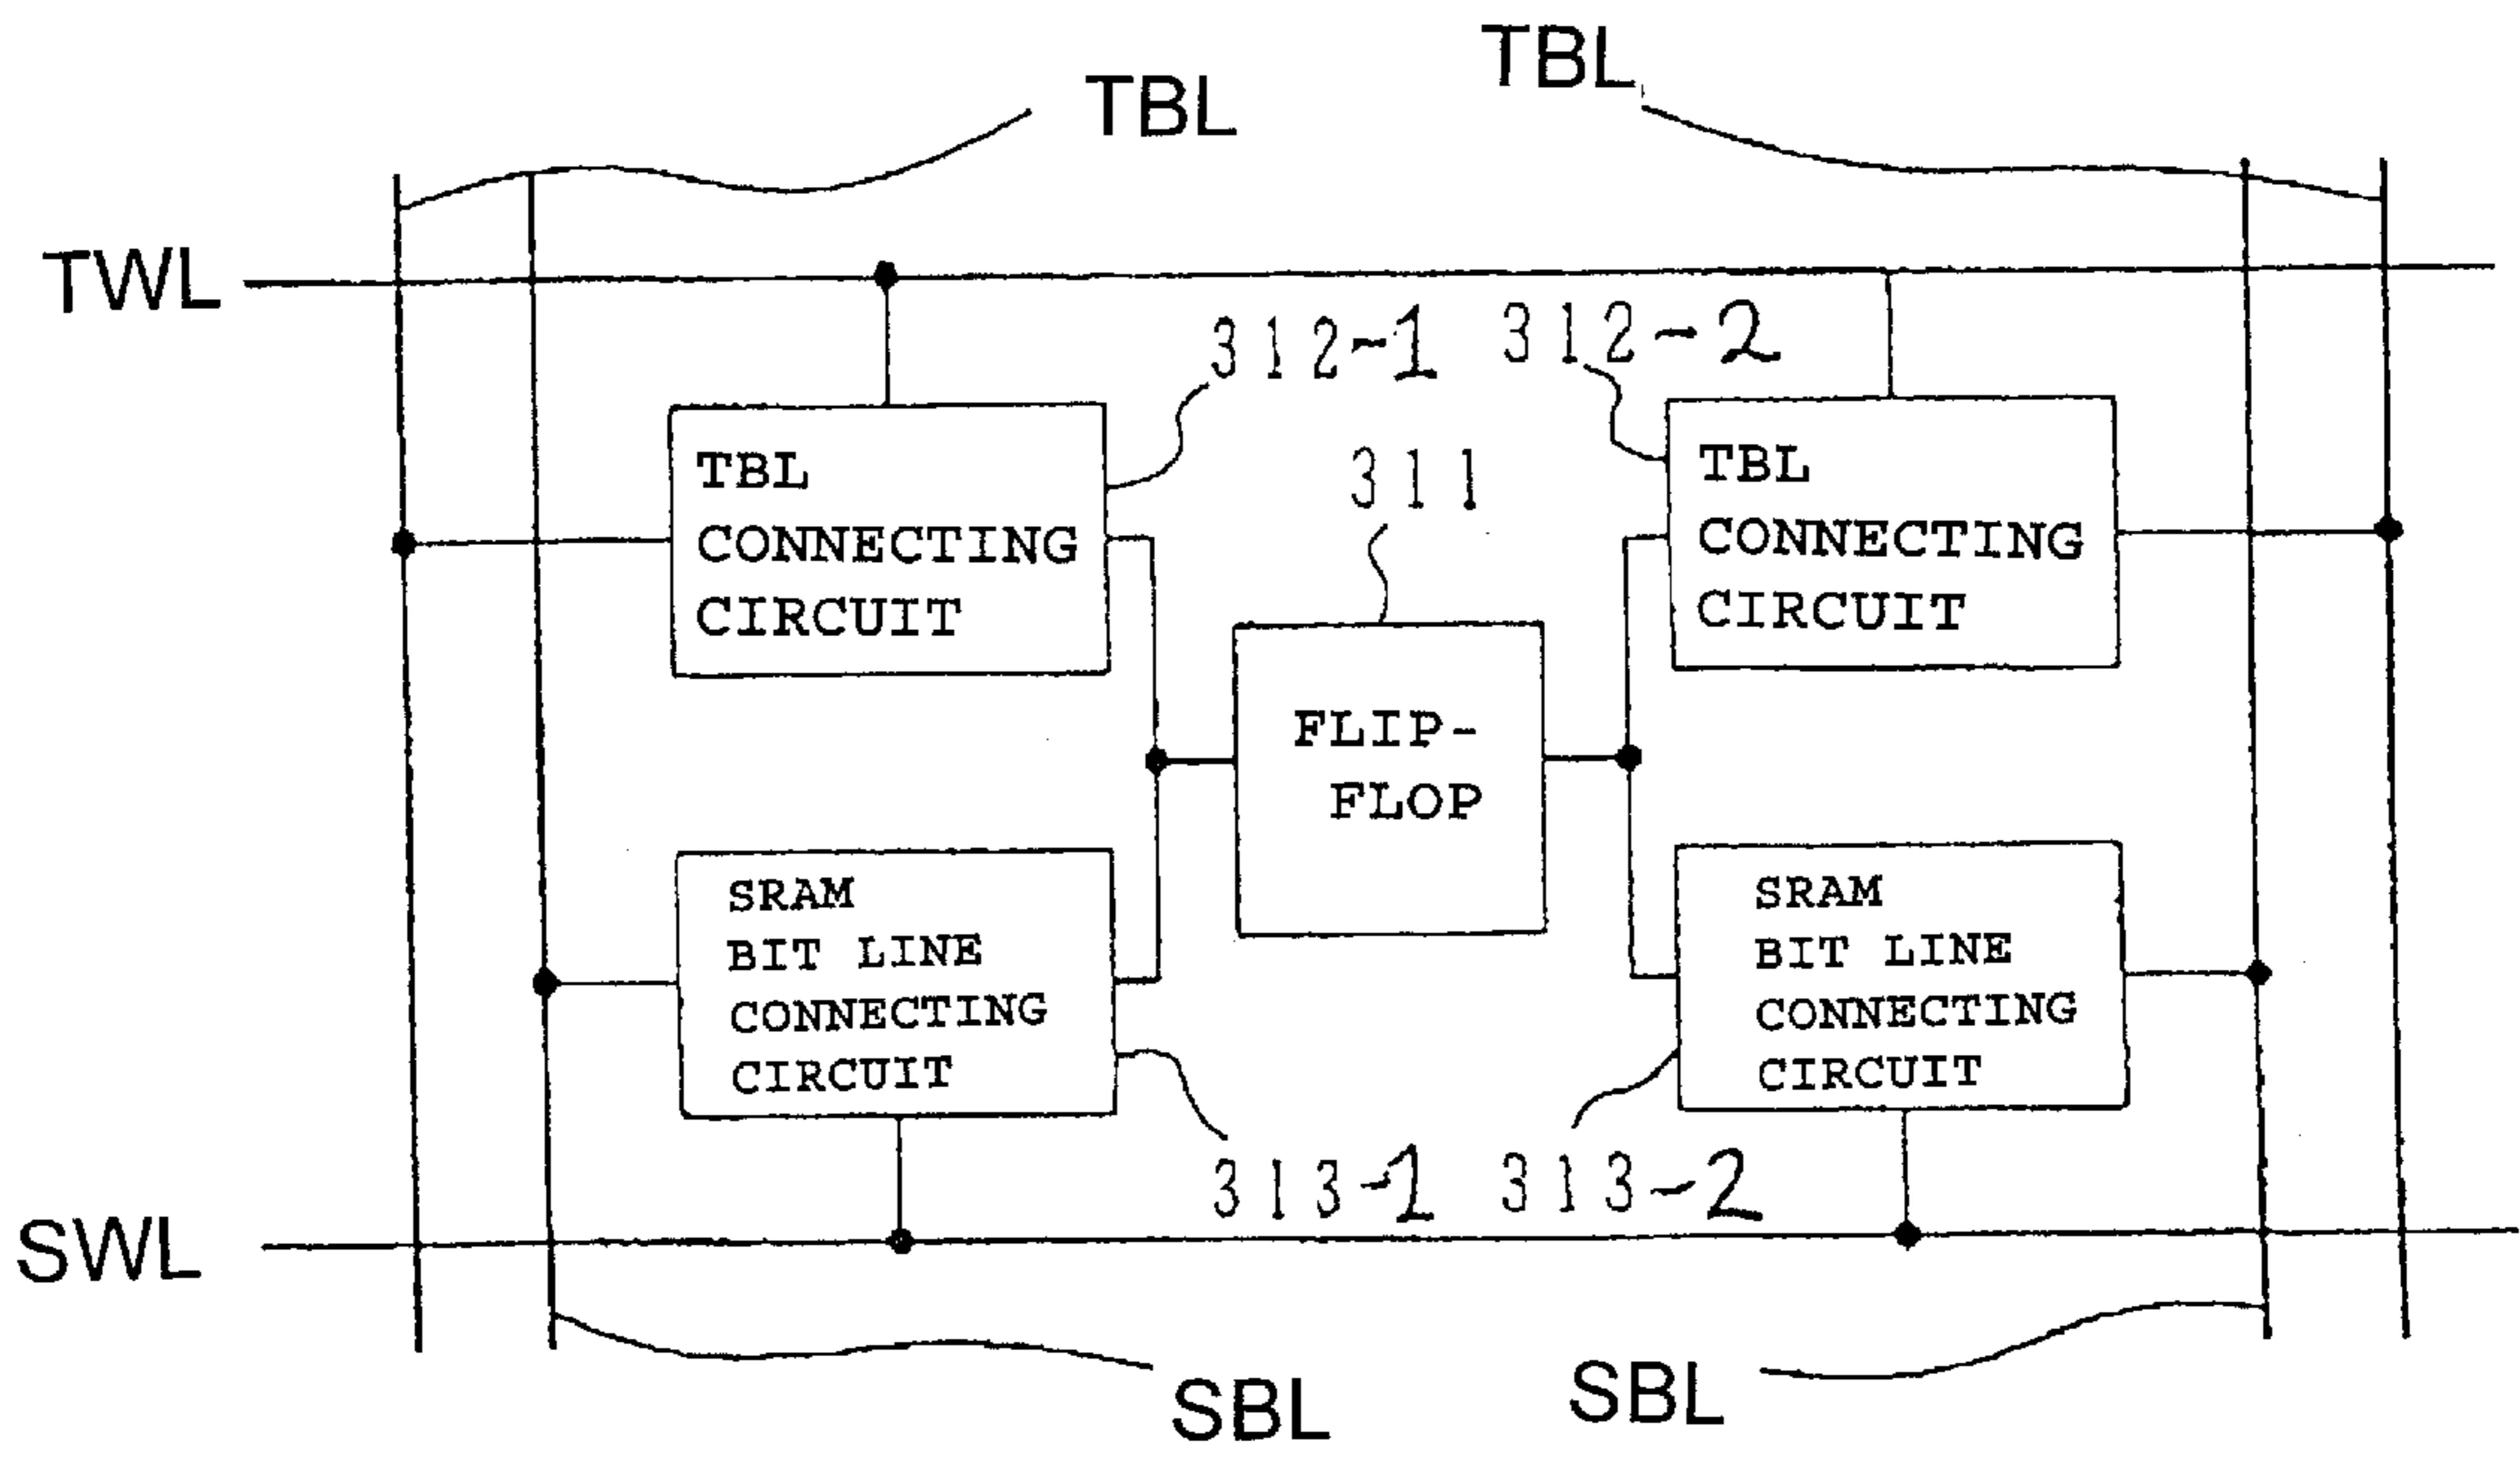 TBL
TBL
TWL
312-1
312-2
TBL
CONNECTING
CIRCUIT
311
TBL
CONNECTING
CIRCUIT
FLIP-
FLOP
SRAM
BIT LINE
CONNECTING
CIRCUIT
SRAM
BIT LINE
CONNECTING
CIRCUIT
313-1
313-2
SWL
SBL
SBL